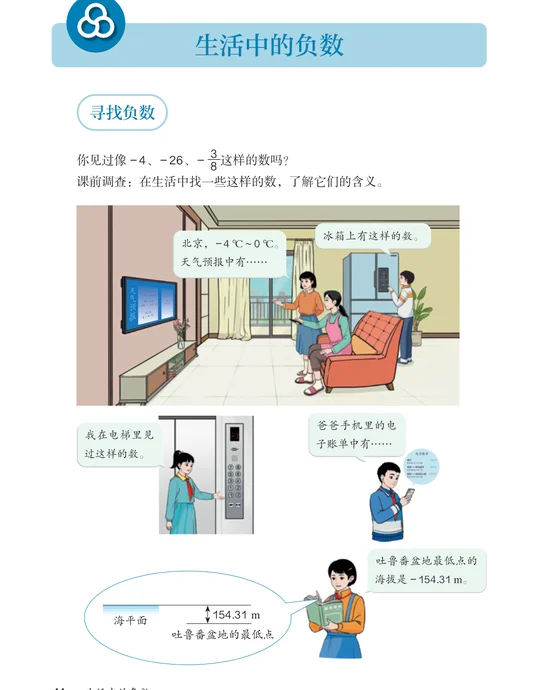 生活中的负数
寻找负数
你见过像 -4、-26、- 3/8 这样的数吗？
课前调查：在生活中找一些这样的数，了解它们的含义。
北京，-4 ℃~0 ℃。
天气预报中有……
冰箱上有这样的数。
天气预报
我在电梯里见
过这样的数。
爸爸手机里的电
子账单中有……
吐鲁番盆地最低点的
海拔是 -154.31 m。
海平面
154.31 m
吐鲁番盆地的最低点